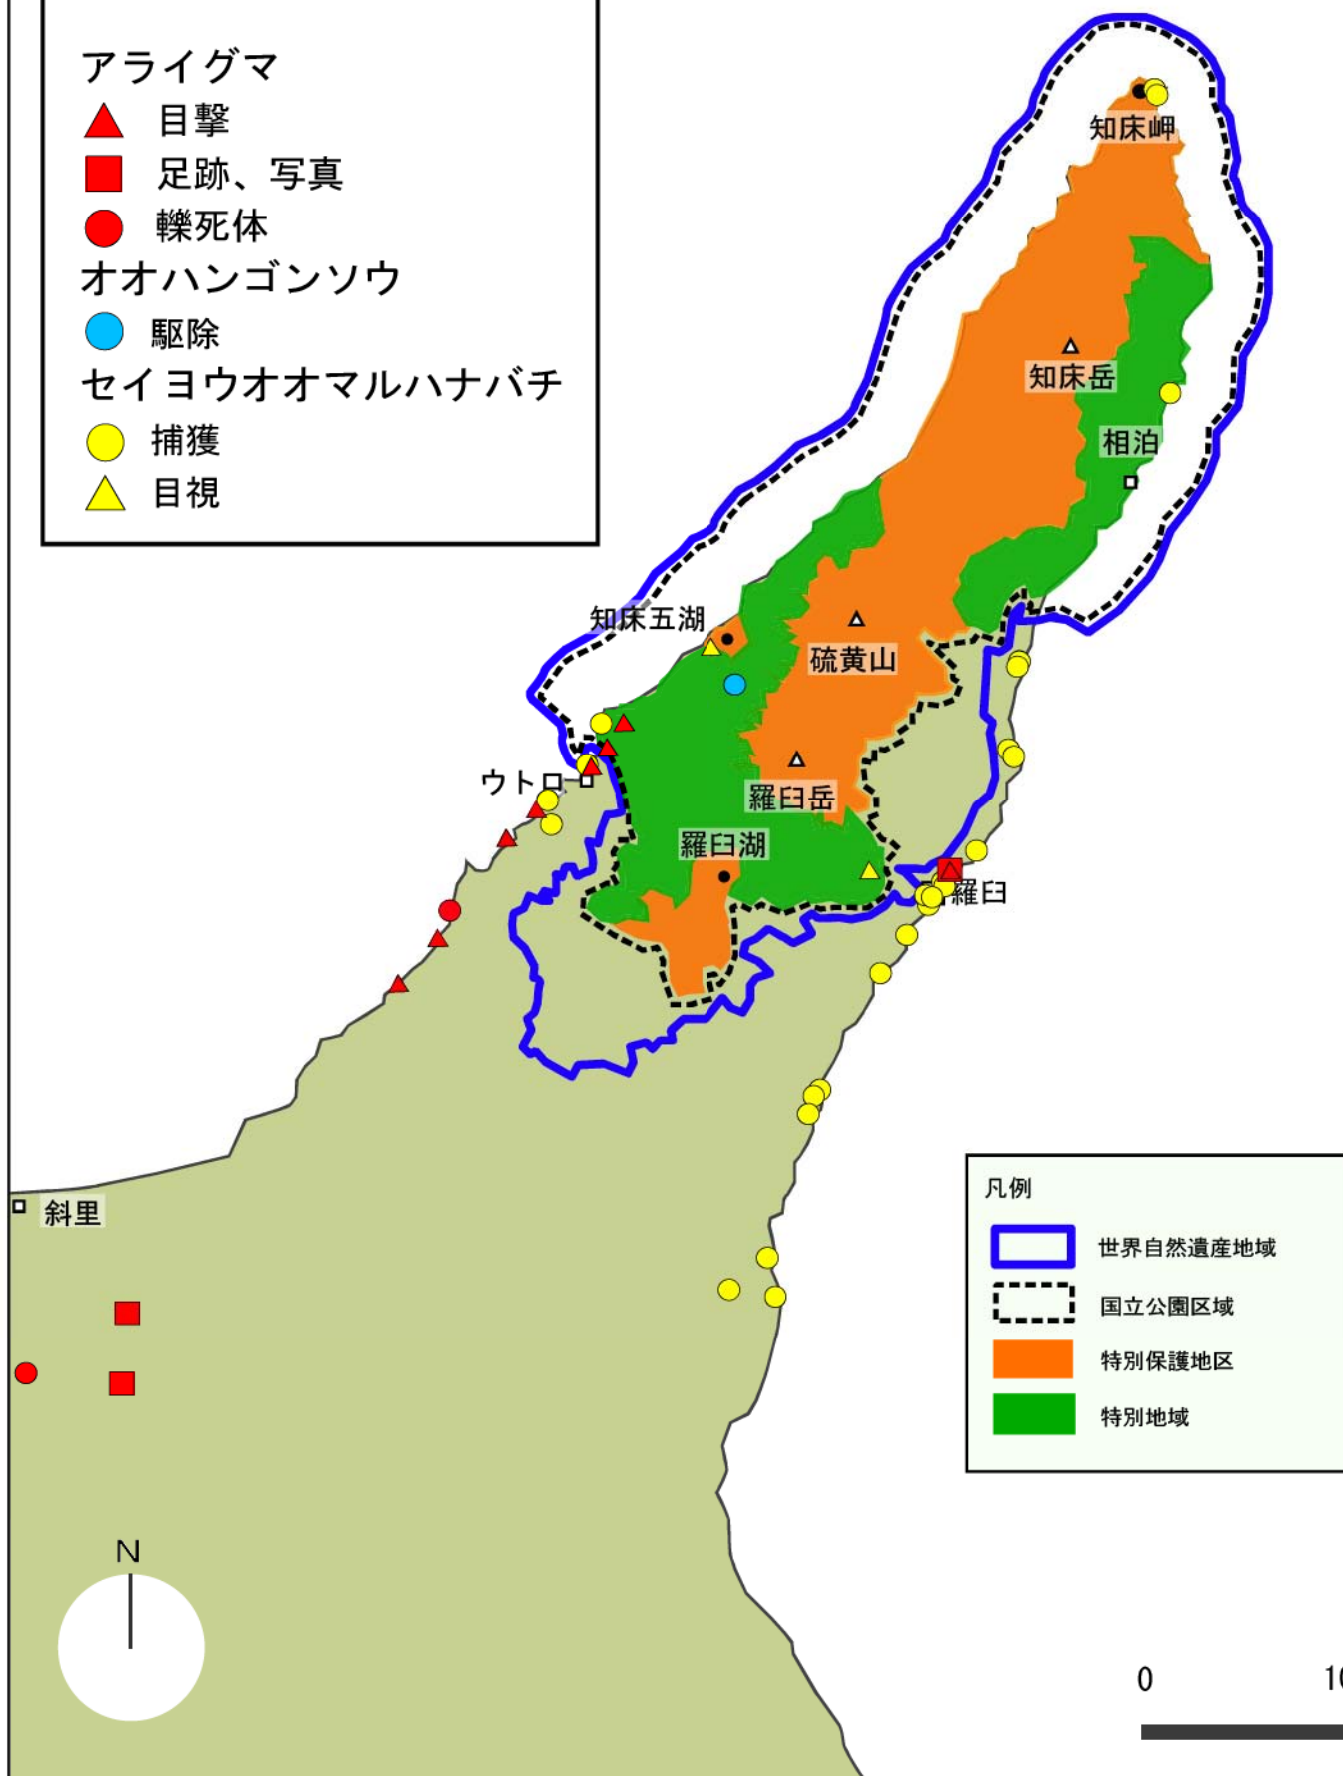 アライグマ
目撃
足跡、写真
轢死体
オオハンゴンソウ
駆除
セイヨウオオマルハナバチ
捕獲
目視
知床岬
知床岳
相泊
知床五湖
硫黄山
ウトロ
羅臼岳
羅臼湖
羅臼
斜里
凡例
世界自然遺産地域
国立公園区域
特別保護地区
特別地域
N
0